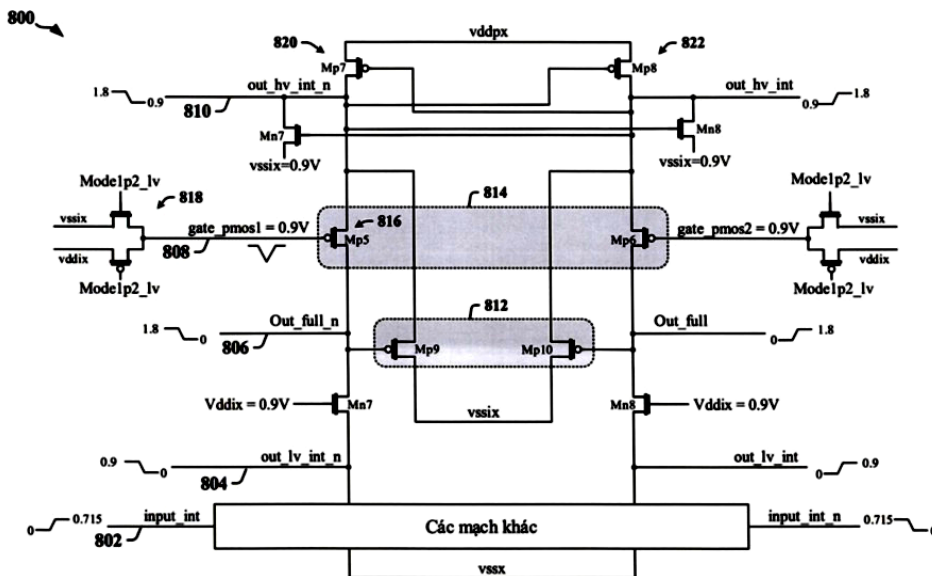 800
vddpx
820
822
Mp7
Mp8
1.8
0.9
out_hv_int_n
out_hv_int
0.9
1.8
810
Mn7
Mn8
vssix=0.9V
vssix=0.9V
Mode1p2_lv
818
814
Mode1p2_lv
vssix
816
vssix
gate_pmos1 = 0.9V
gate_pmos2 = 0.9V
808
Mp5
Mp6
vddix
vddix
Mode1p2_lv
Mode1p2_lv
812
1.8
0
Out_full_n
Out_full
0
1.8
806
Mp9
Mp10
Vddix = 0.9V
Mn7
vssix
Mn8
Vddix = 0.9V
0.9
0
out_lv_int_n
out_lv_int
0
0.9
804
0
0.715
input_int
Các mạch khác
input_int_n
0.715
0
802
vssx